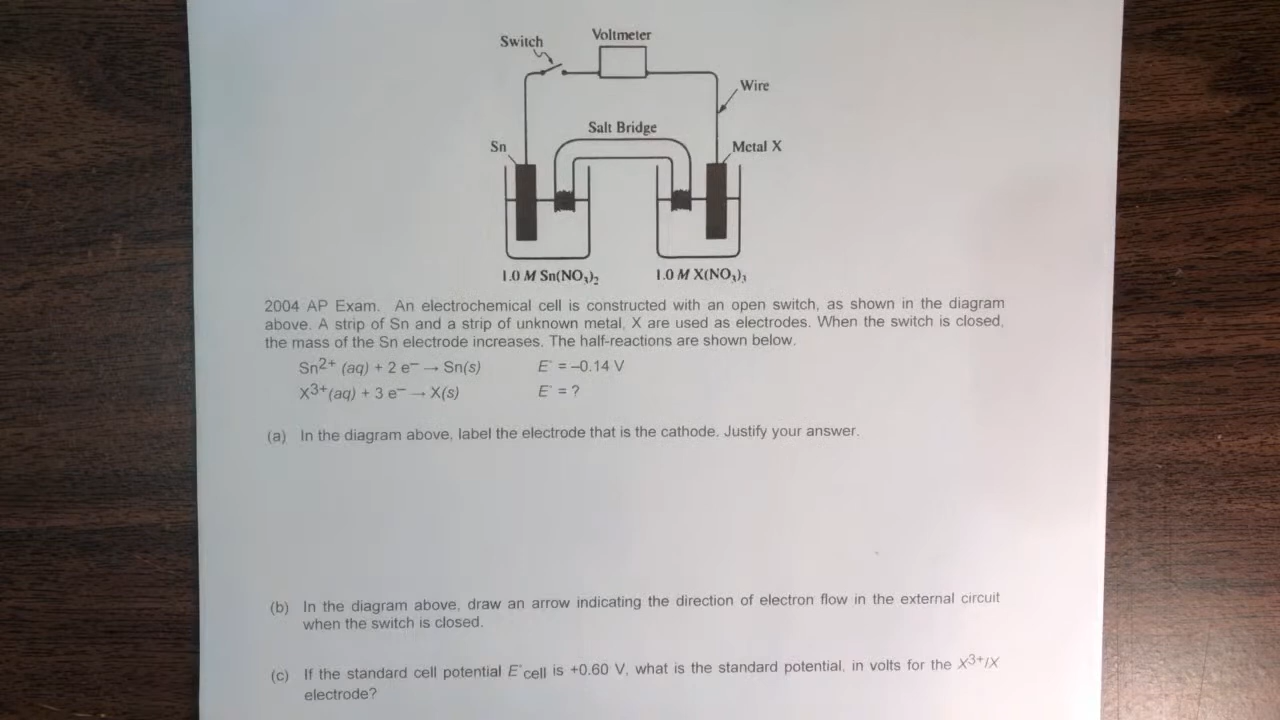 Switch
Voltmeter
Wire
Salt Bridge
Sn
Metal X
1.0 M Sn(NO₃)₂
1.0 M X(NO₃)₃
2004 AP Exam. An electrochemical cell is constructed with an open switch, as shown in the diagram
above. A strip of Sn and a strip of unknown metal, X are used as electrodes. When the switch is closed,
the mass of the Sn electrode increases. The half-reactions are shown below.
Sn²⁺ (aq) + 2 e⁻ → Sn(s) E° = –0.14 V
X³⁺(aq) + 3 e⁻ → X(s) E° = ?
(a) In the diagram above, label the electrode that is the cathode. Justify your answer.
(b) In the diagram above, draw an arrow indicating the direction of electron flow in the external circuit
when the switch is closed.
(c) If the standard cell potential E°cell is +0.60 V, what is the standard potential, in volts for the X³⁺/X
electrode?